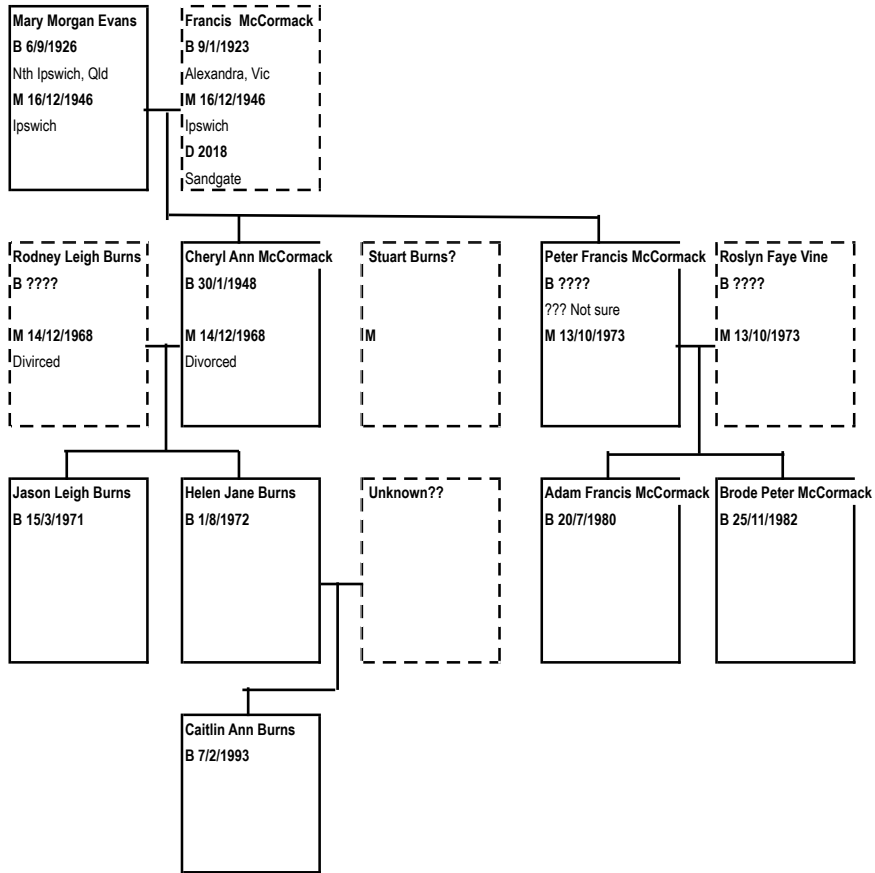 Mary Morgan Evans
B 6/9/1926
Nth Ipswich, Qld
M 16/12/1946
Ipswich
Francis McCormack
B 9/1/1923
Alexandra, Vic
M 16/12/1946
Ipswich
D 2018
Sandgate
Rodney Leigh Burns
B ????
M 14/12/1968
Divirced
Cheryl Ann McCormack
B 30/1/1948
M 14/12/1968
Divorced
Stuart Burns?
M
Peter Francis McCormack
B ????
??? Not sure
M 13/10/1973
Roslyn Faye Vine
B ????
M 13/10/1973
Jason Leigh Burns
B 15/3/1971
Helen Jane Burns
B 1/8/1972
Unknown??
Adam Francis McCormack
B 20/7/1980
Brode Peter McCormack
B 25/11/1982
Caitlin Ann Burns
B 7/2/1993